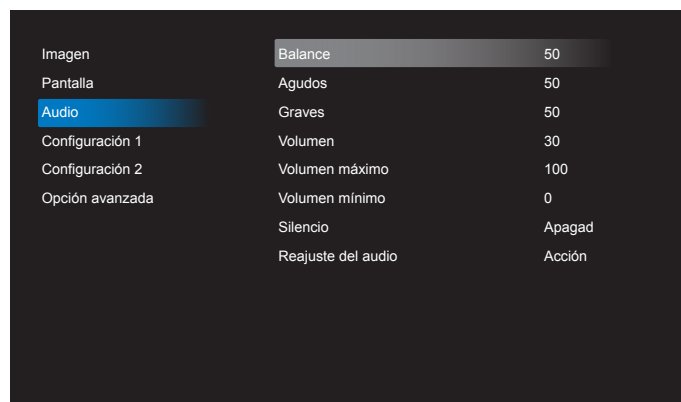 Imagen
Pantalla
Audio
Configuración 1
Configuración 2
Opción avanzada
Balance 50
Agudos 50
Graves 50
Volumen 30
Volumen máximo 100
Volumen mínimo 0
Silencio Apagad
Reajuste del audio Acción